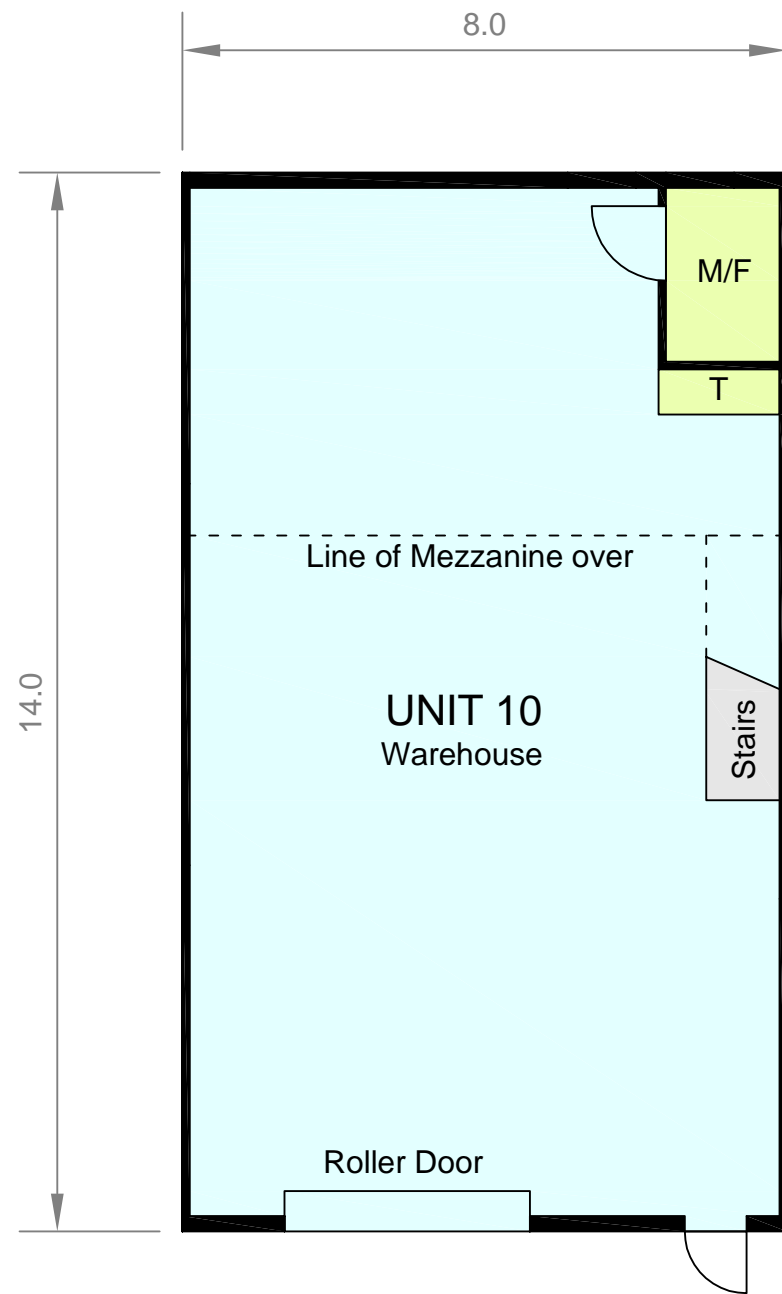 8.0
M/F
T
Line of Mezzanine over
14.0
UNIT 10
Warehouse
Stairs
Roller Door